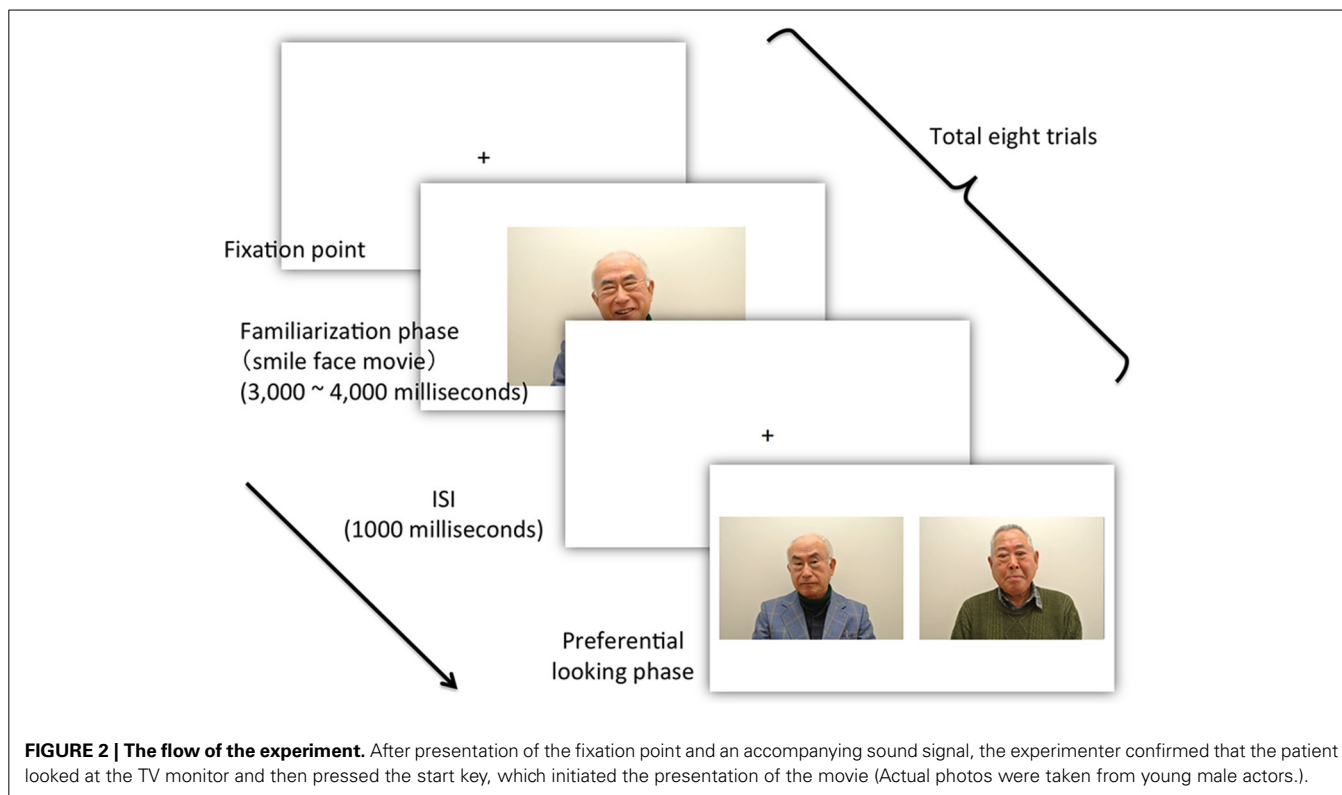 Total eight trials
+
Fixation point
Familiarization phase
（smile face movie）
(3,000 ~ 4,000 milliseconds)
+
ISI
(1000 milliseconds)
Preferential
looking phase
FIGURE 2 | The flow of the experiment. After presentation of the fixation point and an accompanying sound signal, the experimenter confirmed that the patient
looked at the TV monitor and then pressed the start key, which initiated the presentation of the movie (Actual photos were taken from young male actors.).